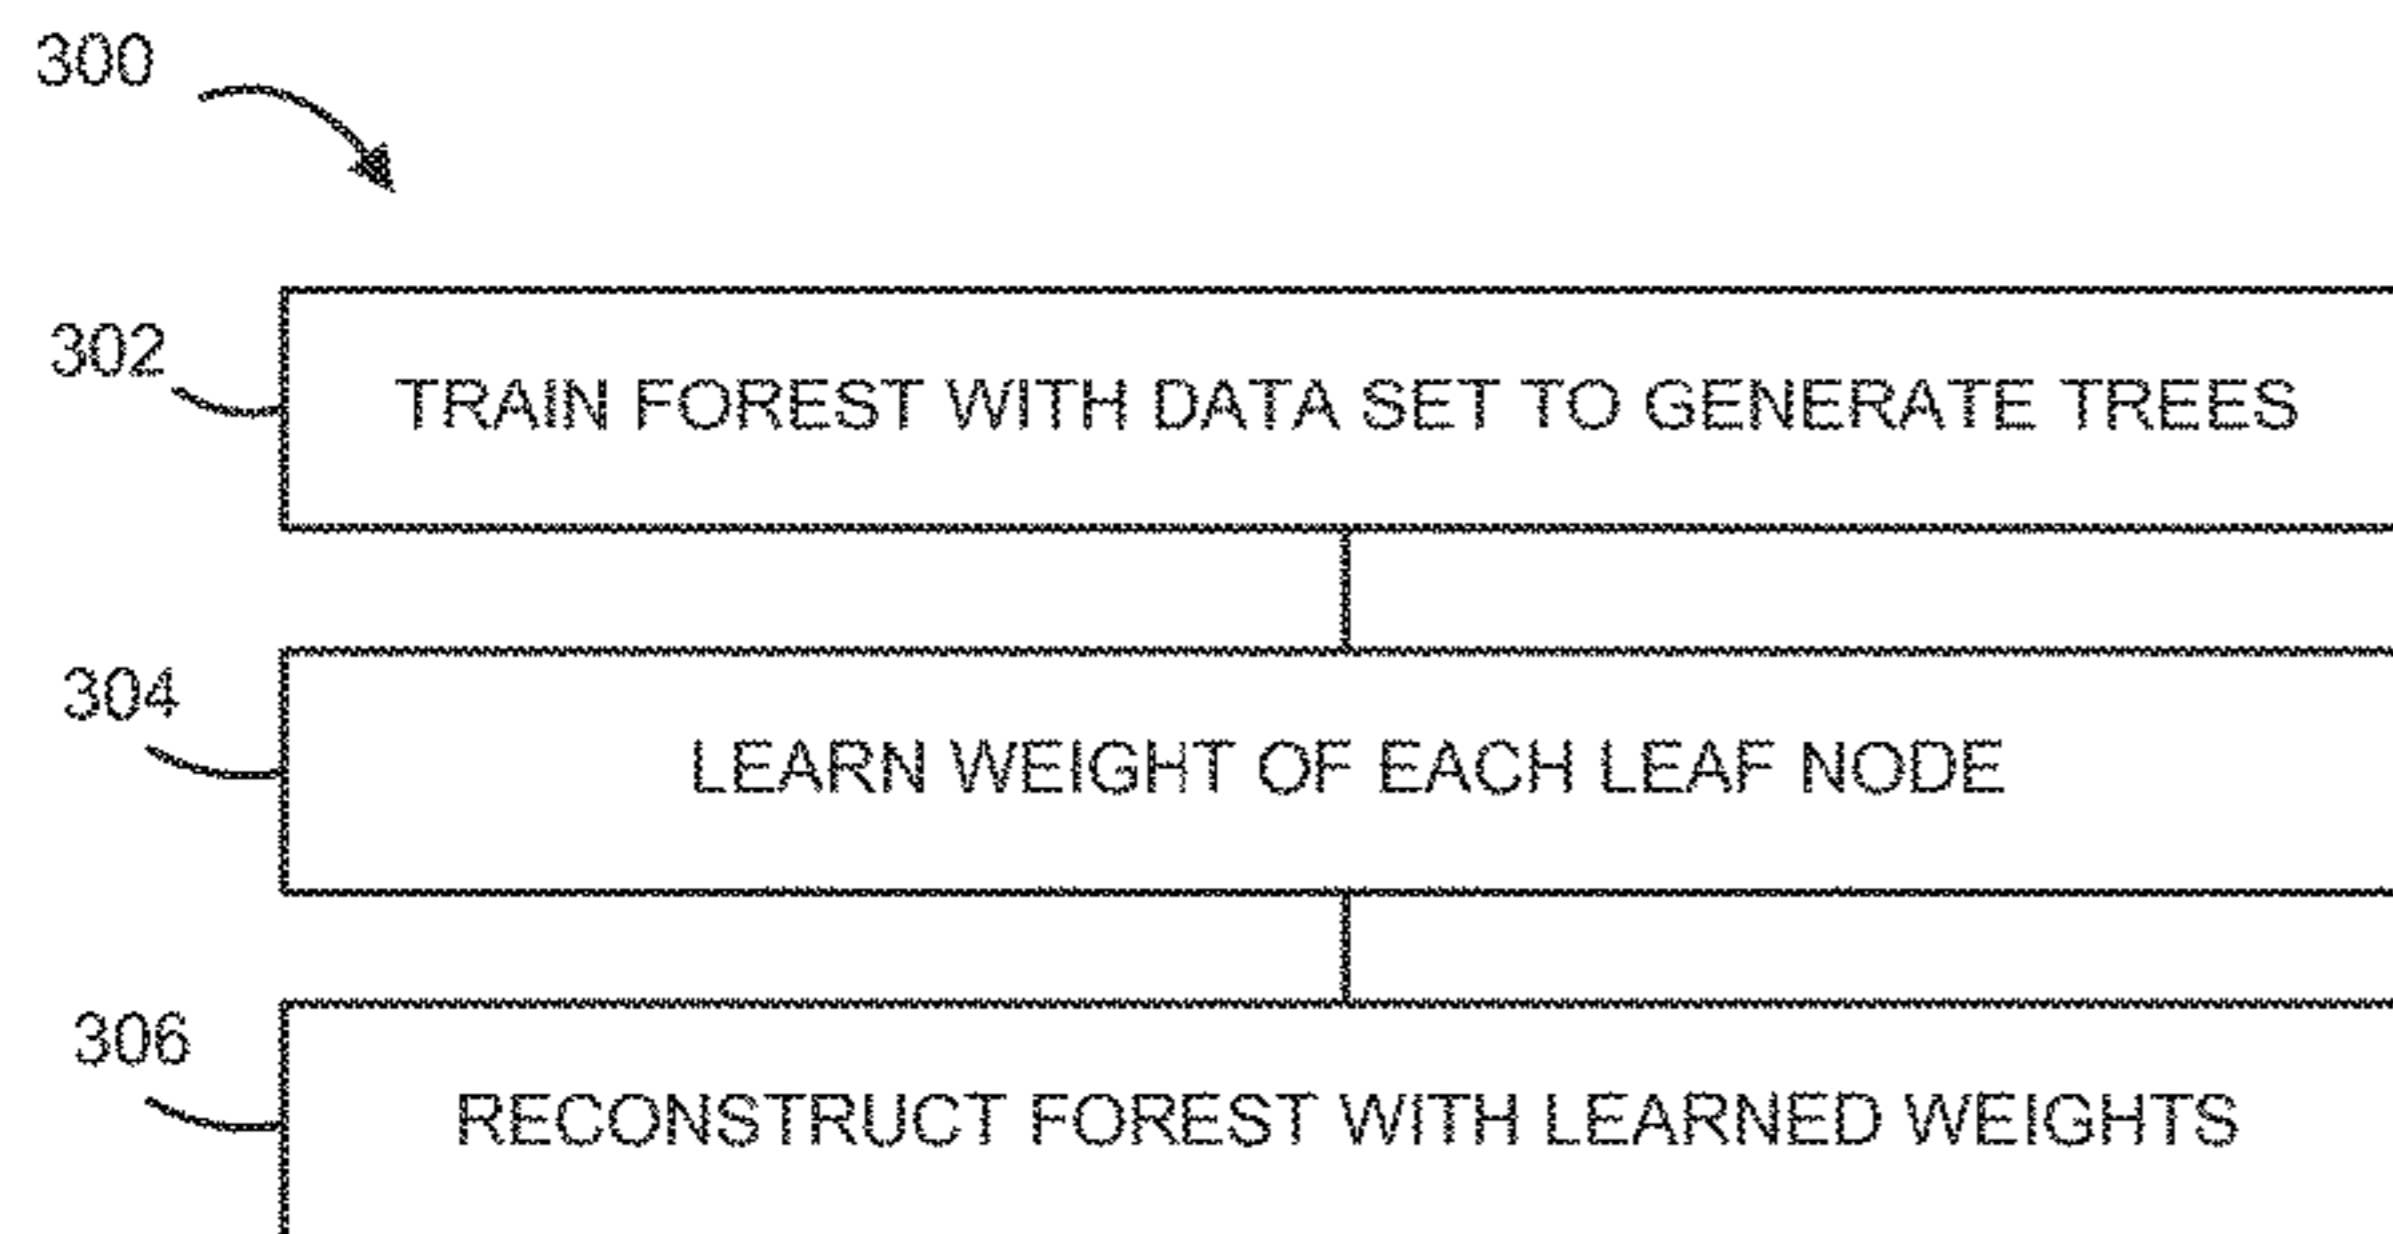 300
302
TRAIN FOREST WITH DATA SET TO GENERATE TREES
304
LEARN WEIGHT OF EACH LEAF NODE
306
RECONSTRUCT FOREST WITH LEARNED WEIGHTS